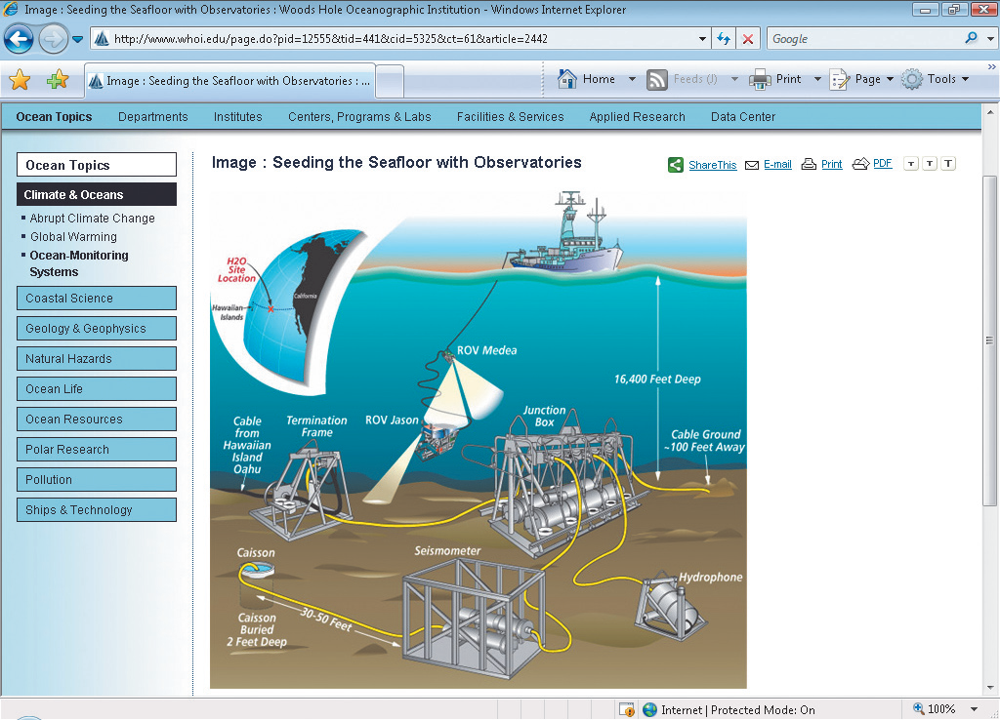 Image : Seeding the Seafloor with Observatories : Woods Hole Oceanographic Institution - Windows Internet Explorer
http://www.whoi.edu/page.do?pid=12555&tid=441&cid=5325&ct=61&article=2442
Google
Image : Seeding the Seafloor with Observatories : ...
Home
Feeds (J)
Print
Page
Tools
Ocean Topics
Departments
Institutes
Centers, Programs & Labs
Facilities & Services
Applied Research
Data Center
Ocean Topics
Climate & Oceans
Abrupt Climate Change
Global Warming
Ocean-Monitoring
Systems
Coastal Science
Geology & Geophysics
Natural Hazards
Ocean Life
Ocean Resources
Polar Research
Pollution
Ships & Technology
Image : Seeding the Seafloor with Observatories
ShareThis
E-mail
Print
PDF
T
T
T
H2O
Site
Location
California
Hawaiian
Islands
ROV Medea
16,400 Feet Deep
Cable
from
Hawaiian
Island
Oahu
Termination
Frame
ROV Jason
Junction
Box
Cable Ground
~100 Feet Away
Caisson
Seismometer
Hydrophone
30-50 Feet
Caisson
Buried
2 Feet Deep
Internet | Protected Mode: On
100%